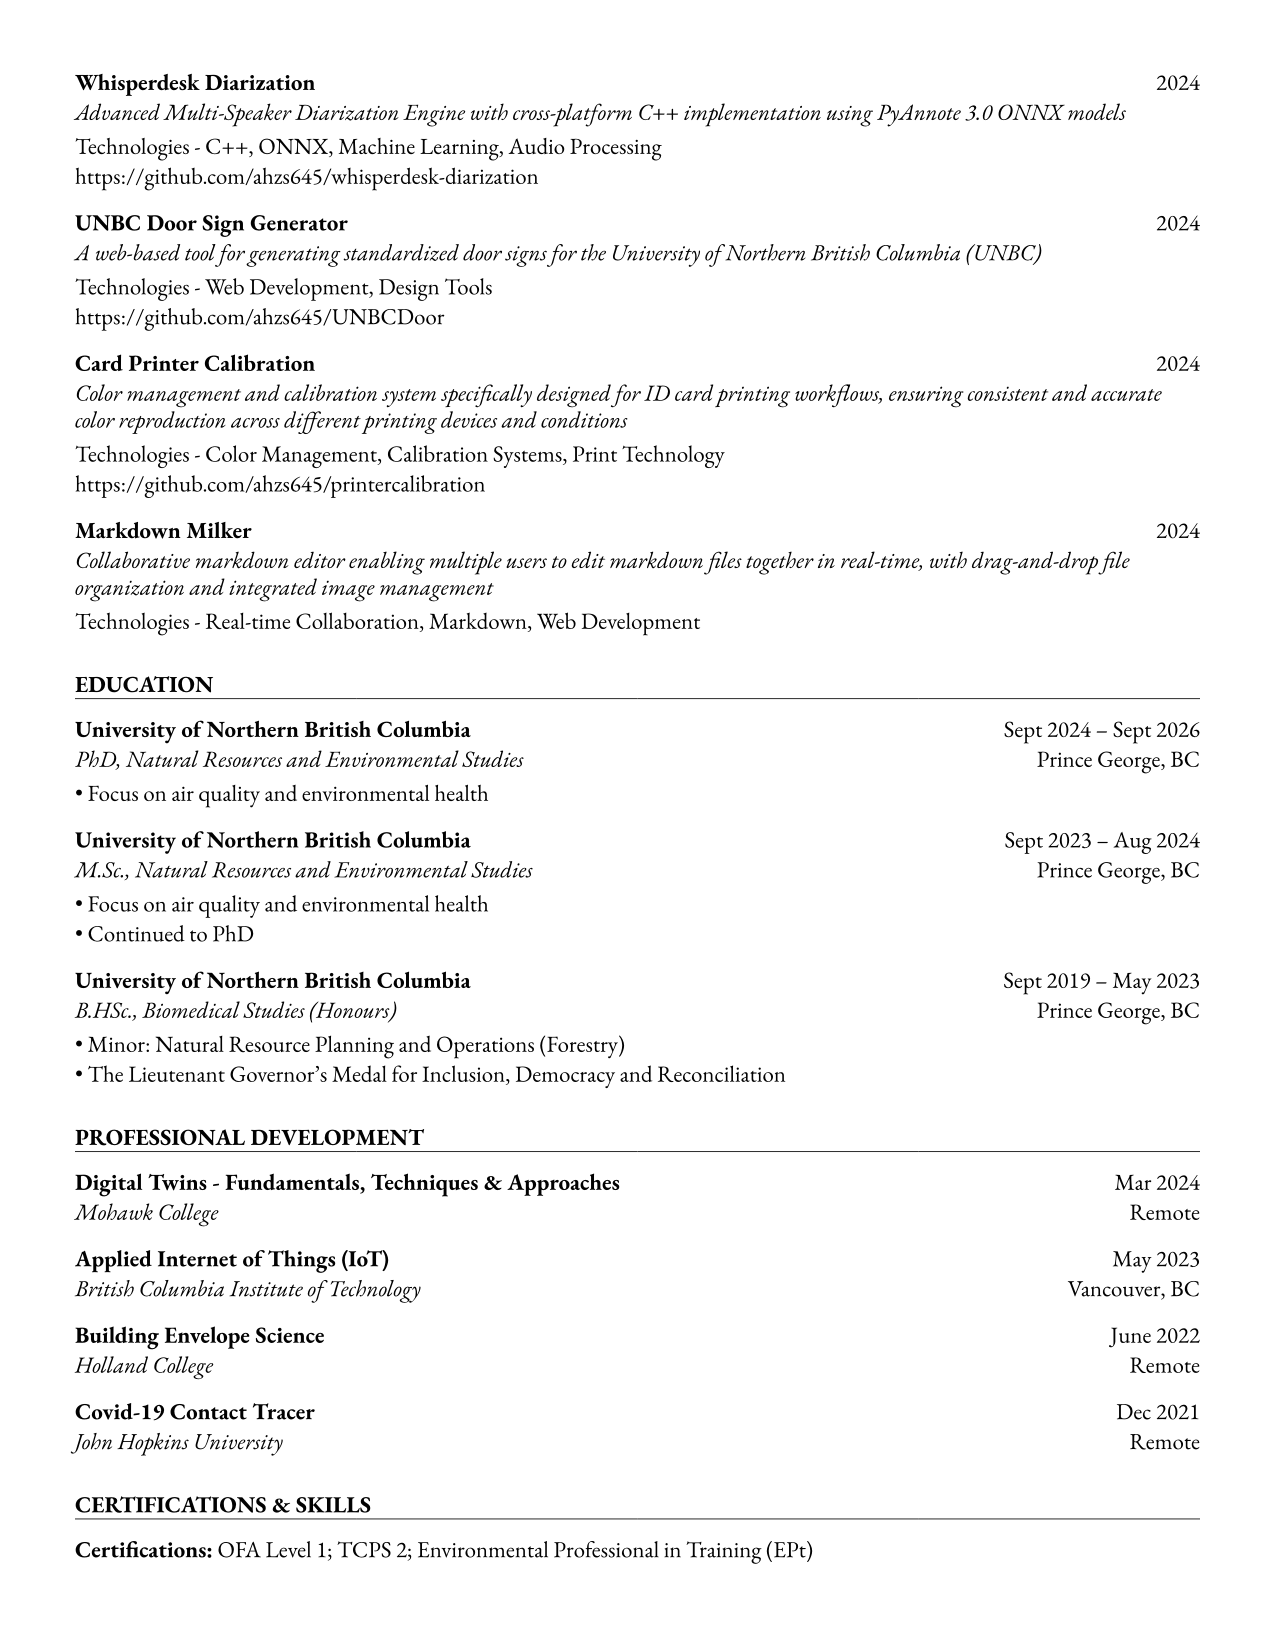 Whisperdesk Diarization 2024
Advanced Multi-Speaker Diarization Engine with cross-platform C++ implementation using PyAnnote 3.0 ONNX models
Technologies - C++, ONNX, Machine Learning, Audio Processing
https://github.com/ahzs645/whisperdesk-diarization
UNBC Door Sign Generator 2024
A web-based tool for generating standardized door signs for the University of Northern British Columbia (UNBC)
Technologies - Web Development, Design Tools
https://github.com/ahzs645/UNBCDoor
Card Printer Calibration 2024
Color management and calibration system specifically designed for ID card printing workflows, ensuring consistent and accurate
color reproduction across different printing devices and conditions
Technologies - Color Management, Calibration Systems, Print Technology
https://github.com/ahzs645/printercalibration
Markdown Milker 2024
Collaborative markdown editor enabling multiple users to edit markdown files together in real-time, with drag-and-drop file
organization and integrated image management
Technologies - Real-time Collaboration, Markdown, Web Development
EDUCATION
University of Northern British Columbia Sept 2024 – Sept 2026
PhD, Natural Resources and Environmental Studies Prince George, BC
• Focus on air quality and environmental health
University of Northern British Columbia Sept 2023 – Aug 2024
M.Sc., Natural Resources and Environmental Studies Prince George, BC
• Focus on air quality and environmental health
• Continued to PhD
University of Northern British Columbia Sept 2019 – May 2023
B.HSc., Biomedical Studies (Honours) Prince George, BC
• Minor: Natural Resource Planning and Operations (Forestry)
• The Lieutenant Governor’s Medal for Inclusion, Democracy and Reconciliation
PROFESSIONAL DEVELOPMENT
Digital Twins - Fundamentals, Techniques & Approaches Mar 2024
Mohawk College Remote
Applied Internet of Things (IoT) May 2023
British Columbia Institute of Technology Vancouver, BC
Building Envelope Science June 2022
Holland College Remote
Covid-19 Contact Tracer Dec 2021
John Hopkins University Remote
CERTIFICATIONS & SKILLS
Certifications: OFA Level 1; TCPS 2; Environmental Professional in Training (EPt)